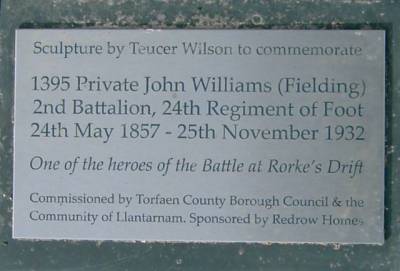 Sculpture by Teucer Wilson to commemorate
1395 Private John Williams (Fielding)
2nd Battalion, 24th Regiment of Foot
24th May 1857 - 25th November 1932
One of the heroes of the Battle at Rorke's Drift
Commissioned by Torfaen County Borough Council & the
Community of Llantarnam. Sponsored by Redrow Homes